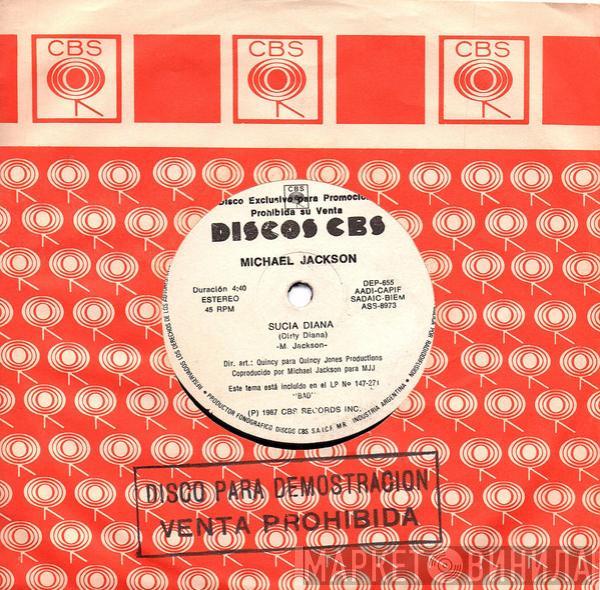 CBS CBS CBS
CBS
Disco Exclusivo para Promoción
Prohibida su Venta
DISCOS CBS
MICHAEL JACKSON
Duración 4:40
ESTEREO
45 RPM
DEP-655
AADI-CAPIF
SADAIC-BIEM
ASS-8973
SUCIA DIANA
(Dirty Diana)
-M. Jackson-
Dir. art.: Quincy para Quincy Jones Productions
Coproducido por Michael Jackson para MJJ
Este tema está incluido en el LP Nº 147-271
"BAD"
(P) 1987 CBS RECORDS INC.
PRODUCTOR FONOGRAFICO DISCOS CBS S.A.I.C.F. M.R. INDUSTRIA ARGENTINA
DISCO PARA DEMOSTRACION
VENTA PROHIBIDA
МАРКЕТ ВИНИЛА